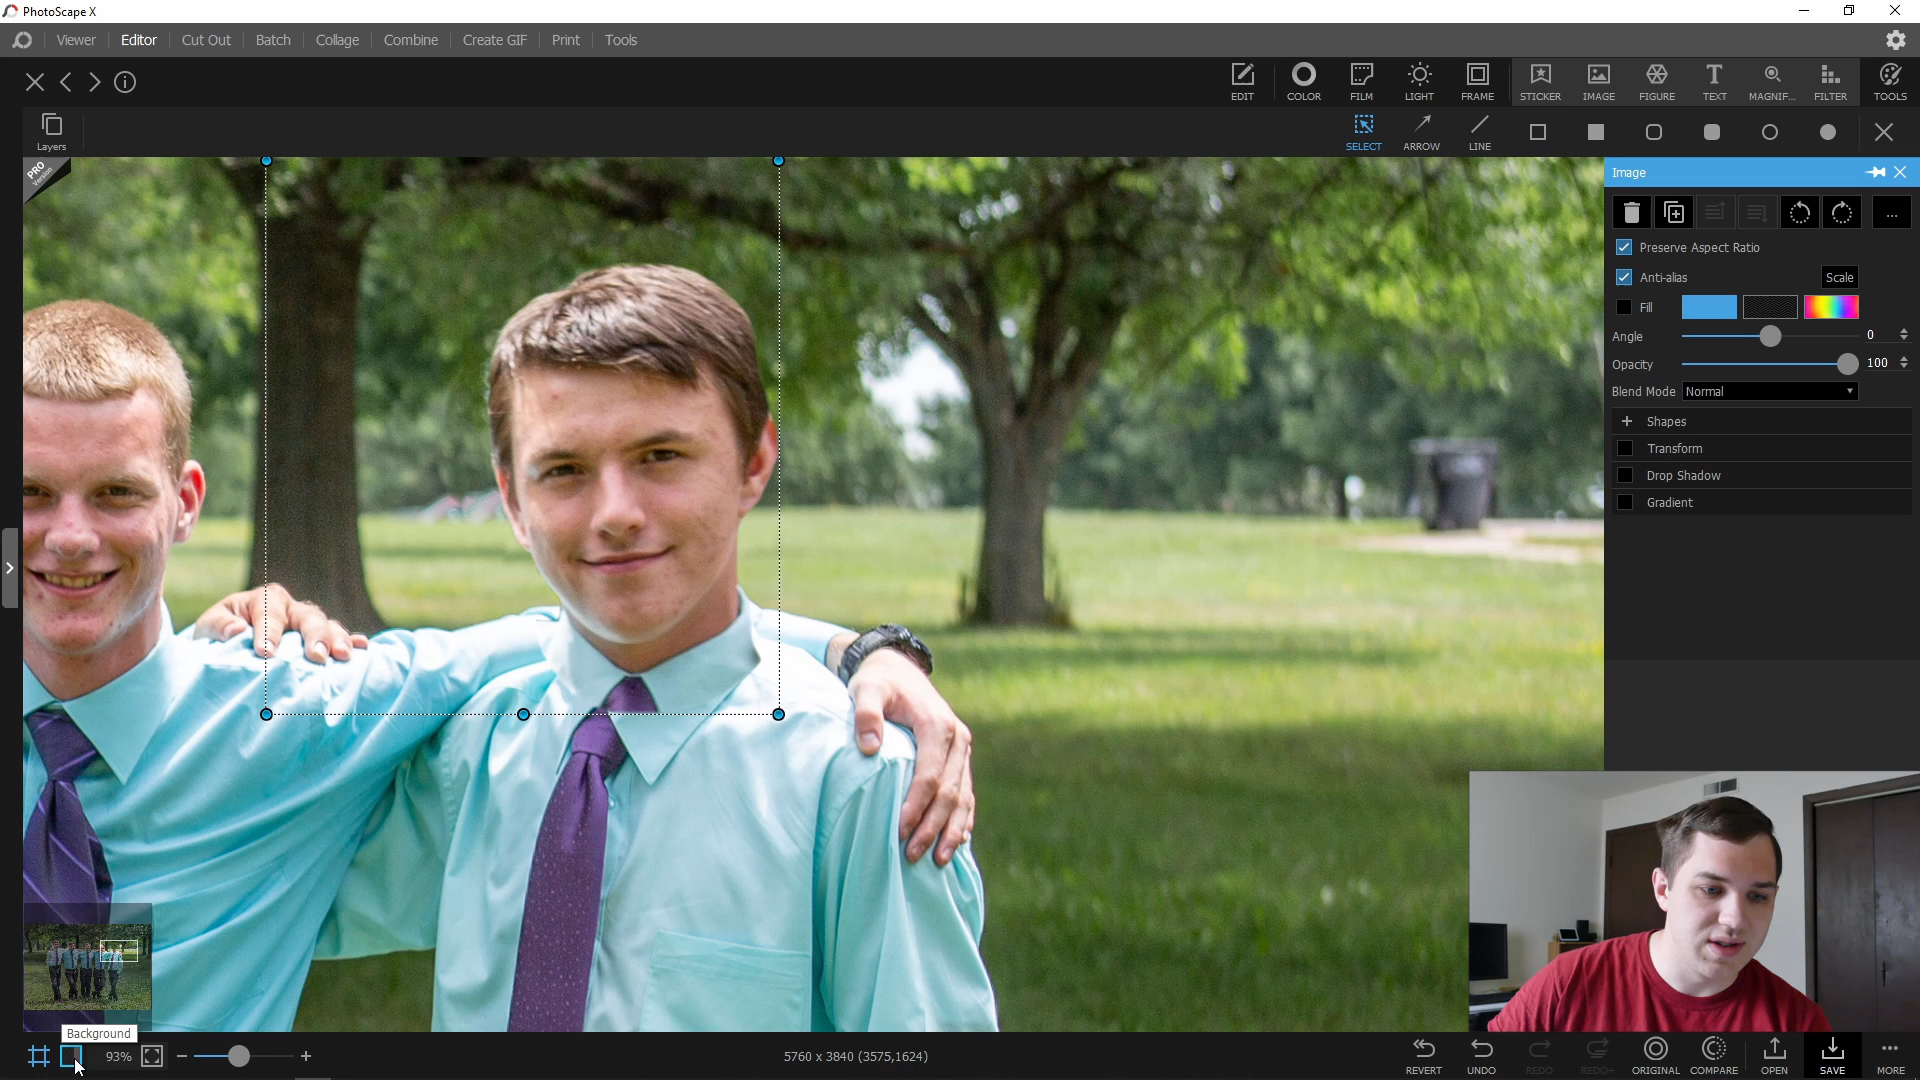 PhotoScape X
Viewer Editor Cut Out Batch Collage Combine Create GIF Print Tools
EDIT COLOR FILM LIGHT FRAME STICKER IMAGE FIGURE TEXT MAGNIF... FILTER TOOLS
Layers SELECT ARROW LINE
PRO
Version
Image
...
Preserve Aspect Ratio
Anti-alias Scale
Fill
Angle 0
Opacity 100
Blend Mode Normal
+ Shapes
Transform
Drop Shadow
Gradient
Background
93% 5760 x 3840 (3575,1624)
REVERT UNDO REDO REDO+ ORIGINAL COMPARE OPEN SAVE MORE